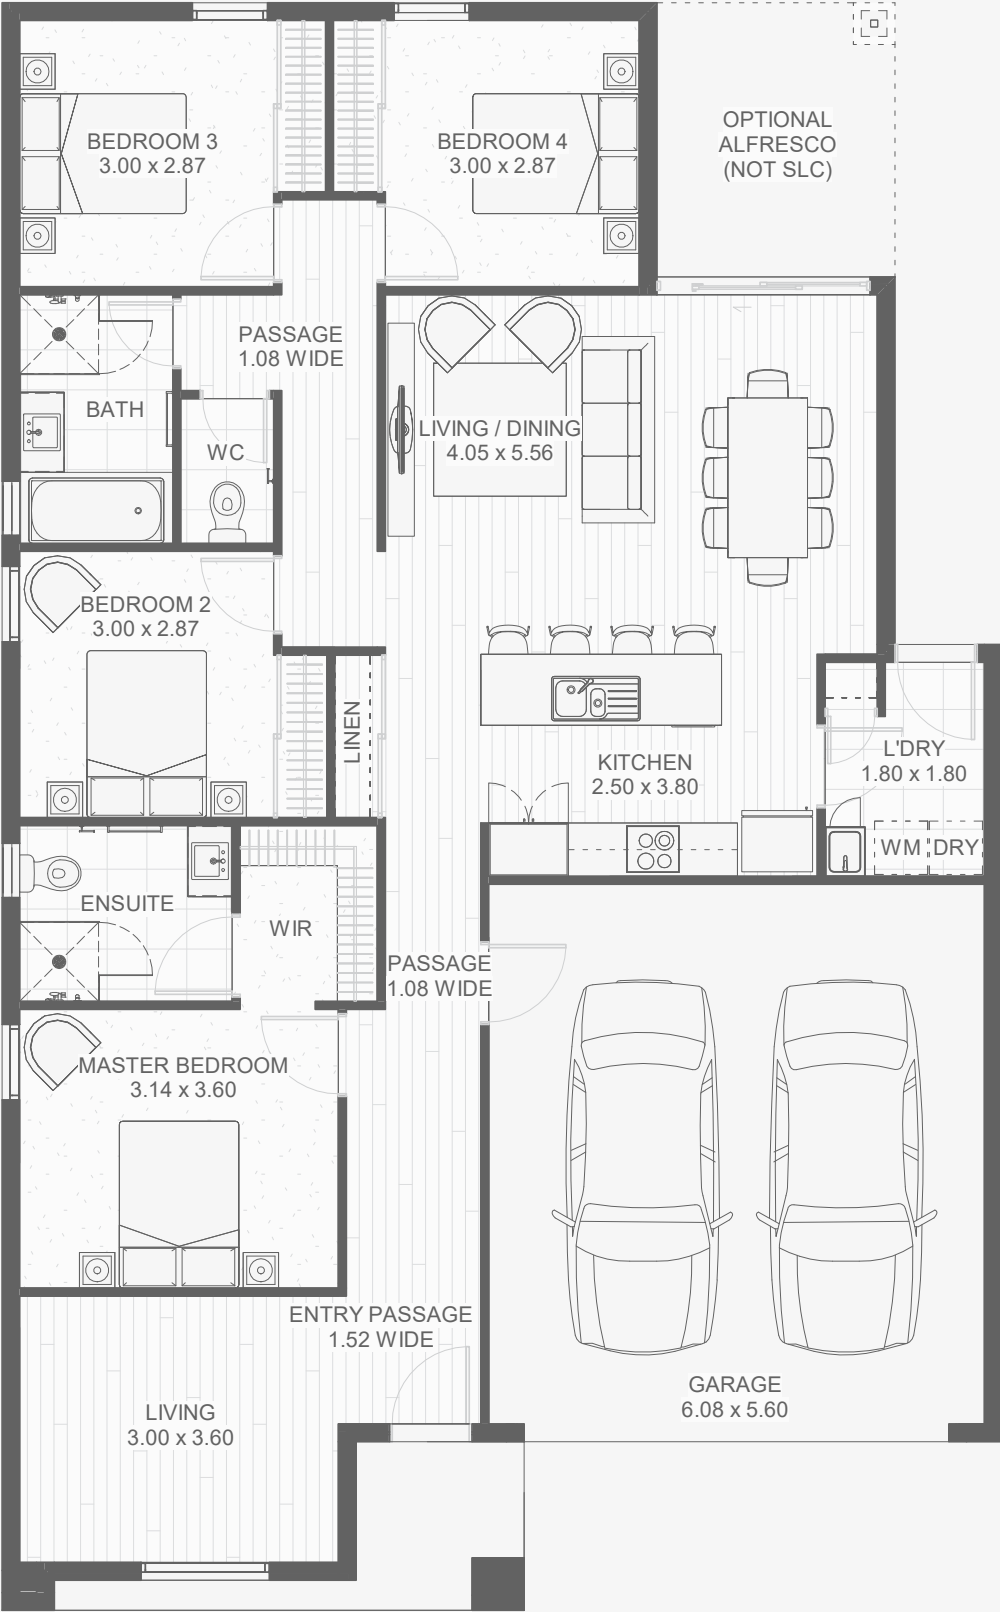 BEDROOM 3
3.00 x 2.87
BEDROOM 4
3.00 x 2.87
OPTIONAL
ALFRESCO
(NOT SLC)
PASSAGE
1.08 WIDE
BATH
WC
LIVING / DINING
4.05 x 5.56
BEDROOM 2
3.00 x 2.87
LINEN
KITCHEN
2.50 x 3.80
L'DRY
1.80 x 1.80
WM DRY
ENSUITE
WIR
PASSAGE
1.08 WIDE
MASTER BEDROOM
3.14 x 3.60
ENTRY PASSAGE
1.52 WIDE
LIVING
3.00 x 3.60
GARAGE
6.08 x 5.60